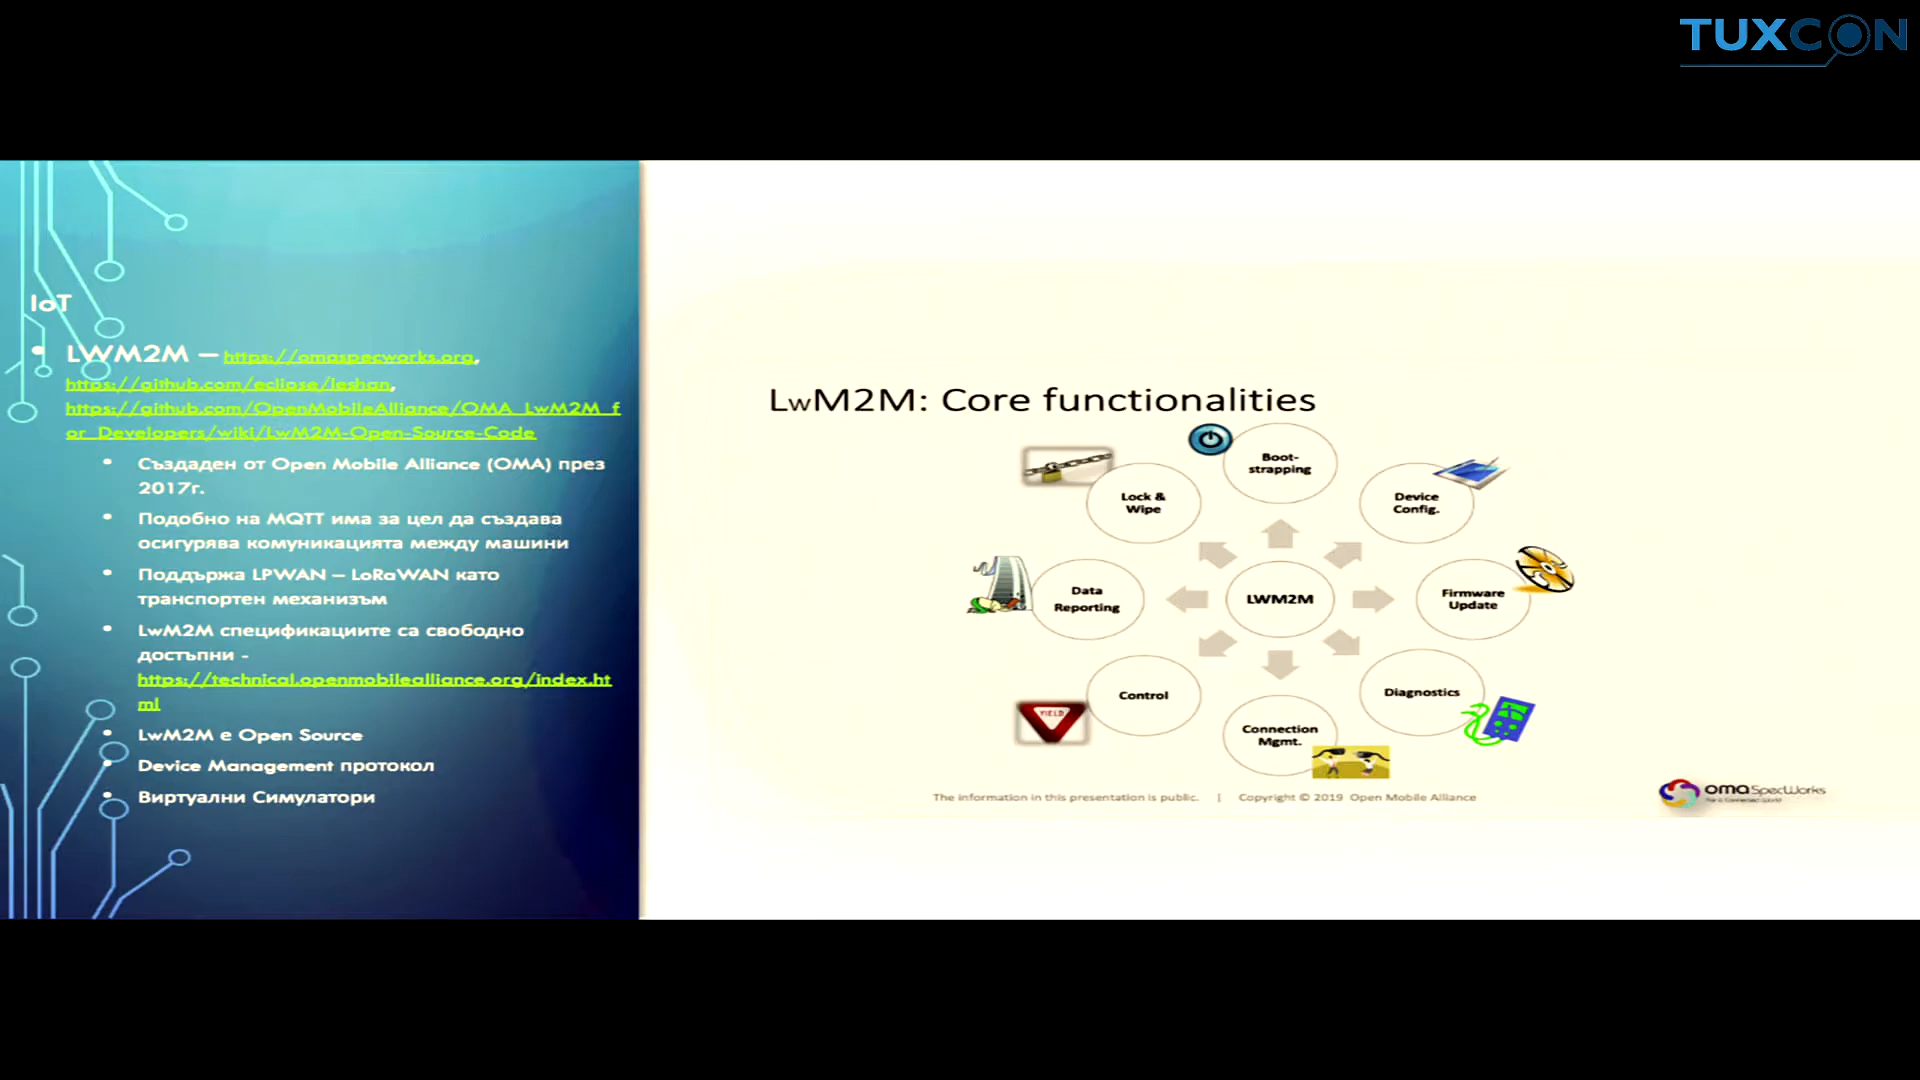 TUXCON
IoT
• LWM2M – https://omaspecworks.org,
https://github.com/eclipse/leshan,
https://github.com/OpenMobileAlliance/OMA_LwM2M_f
or_Developers/wiki/LwM2M-Open-Source-Code
• Създаден от Open Mobile Alliance (OMA) през
2017г.
• Подобно на MQTT има за цел да създава
осигурява комуникацията между машини
• Поддържа LPWAN – LoRaWAN като
транспортен механизъм
• LwM2M спецификациите са свободно
достъпни -
https://technical.openmobilealliance.org/index.ht
ml
• LwM2M е Open Source
• Device Management протокол
• Виртуални Симулатори
LwM2M: Core functionalities
Boot-
strapping
Lock &
Wipe
Device
Config.
Data
Reporting
LWM2M
Firmware
Update
Control
YIELD
Diagnostics
Connection
Mgmt.
The information in this presentation is public. | Copyright © 2019 Open Mobile Alliance
OMA SpecWorks